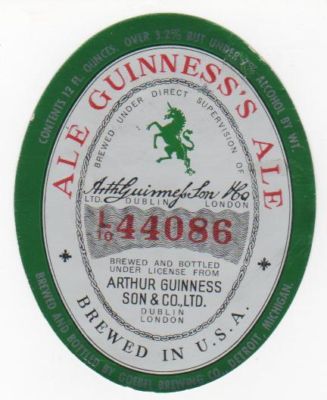 CONTENTS 12 FL. OUNCES. OVER 3.2% BUT UNDER 7% ALCOHOL BY WT.
ALE GUINNESS'S ALE
BREWED UNDER DIRECT SUPERVISION OF
Arth Guinness Son & Co
LTD. DUBLIN LONDON
L/10 44086
BREWED AND BOTTLED
UNDER LICENSE FROM
ARTHUR GUINNESS
SON & CO., LTD.
DUBLIN
LONDON
BREWED IN U.S.A.
BREWED AND BOTTLED BY GOEBEL BREWING CO., DETROIT, MICHIGAN.